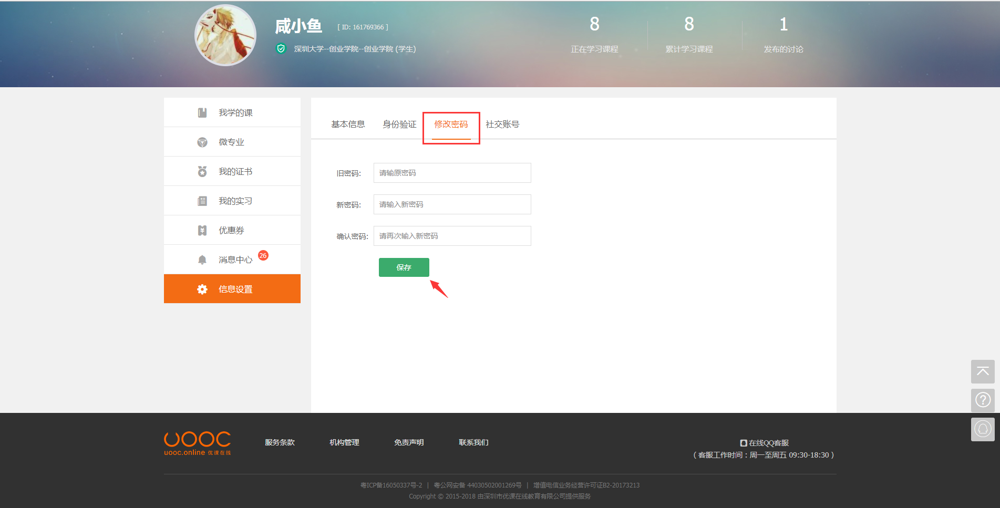 咸小鱼 [ ID: 161769366 ]
深圳大学--创业学院--创业学院 (学生)
8 8 1
正在学习课程 累计学习课程 发布的讨论
我学的课
微专业
我的证书
我的实习
优惠券
消息中心 26
信息设置
基本信息 身份验证 修改密码 社交账号
旧密码: 请输原密码
新密码: 请输入新密码
确认密码: 请再次输入新密码
保存
UOOC
uooc.online 优课在线
服务条款 机构管理 免责声明 联系我们
在线QQ客服
( 客服工作时间：周一至周五 09:30-18:30 )
粤ICP备16050337号-2 | 粤公网安备 44030502001269号 | 增值电信业务经营许可证B2-20173213
Copyright © 2015-2018 由深圳市优课在线教育有限公司提供服务